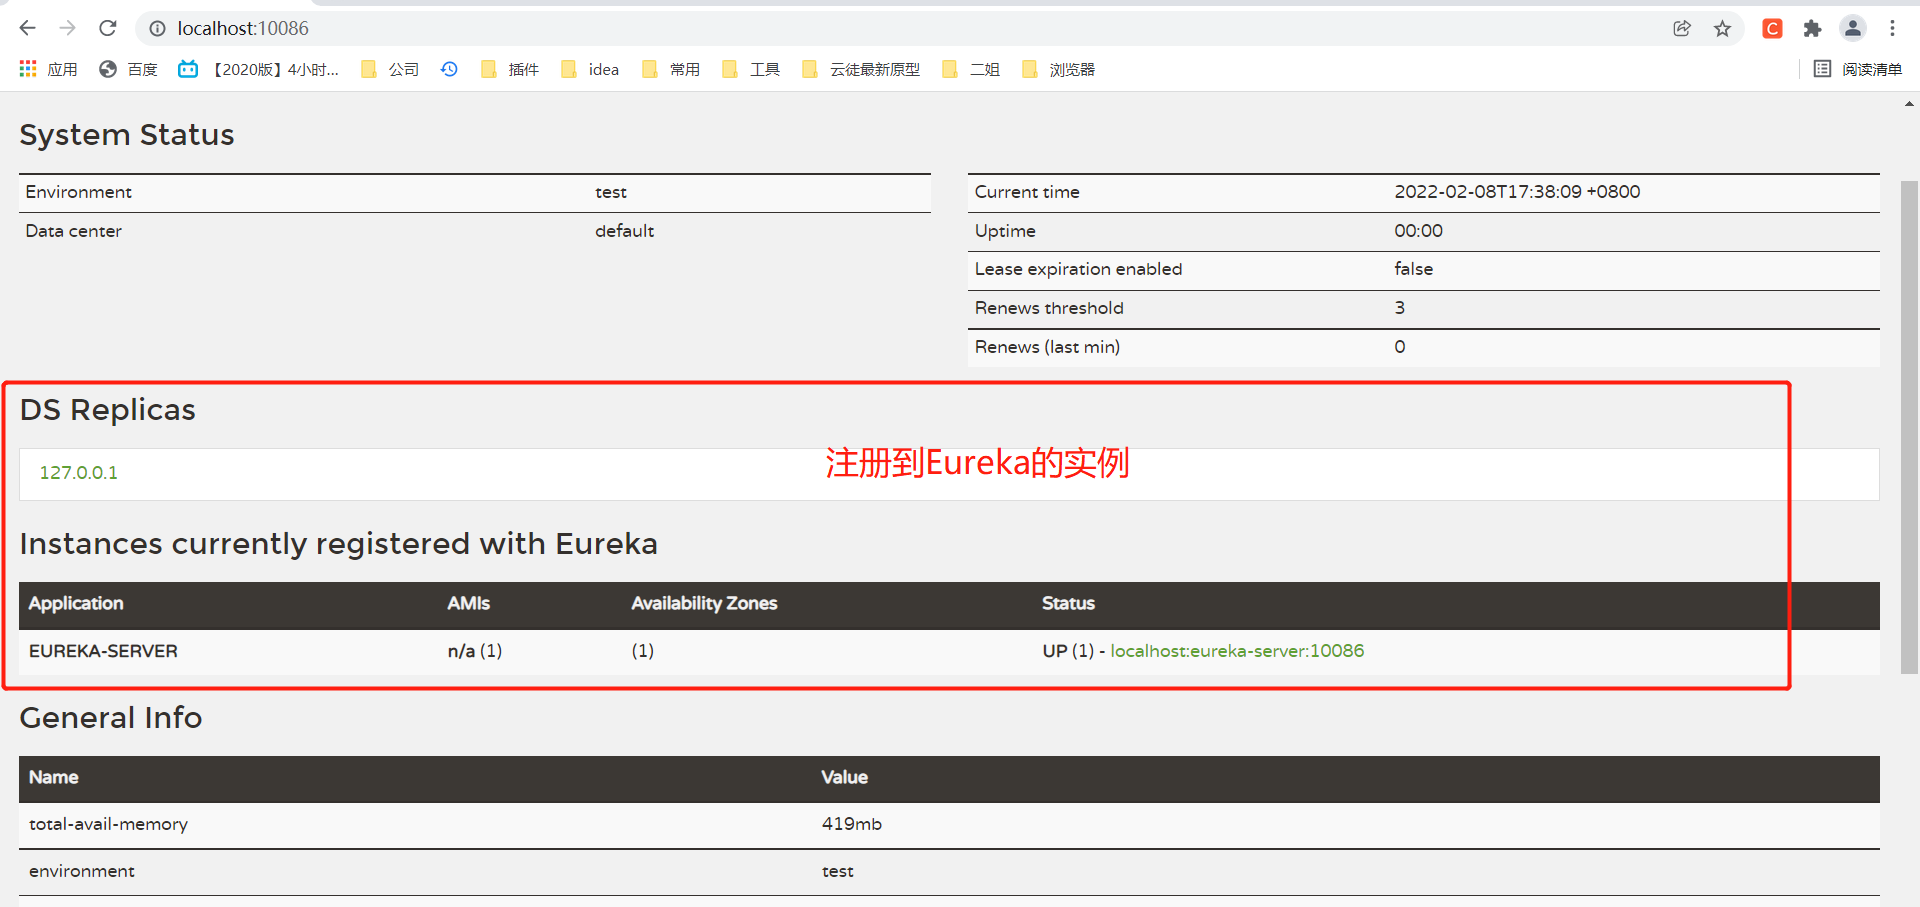 localhost:10086
应用 百度 【2020版】4小时... 公司 插件 idea 常用 工具 云徒最新原型 二姐 浏览器 阅读清单
System Status
Environment test
Data center default
Current time 2022-02-08T17:38:09 +0800
Uptime 00:00
Lease expiration enabled false
Renews threshold 3
Renews (last min) 0
DS Replicas
注册到Eureka的实例
127.0.0.1
Instances currently registered with Eureka
Application AMIs Availability Zones Status
EUREKA-SERVER n/a (1) (1) UP (1) - localhost:eureka-server:10086
General Info
Name Value
total-avail-memory 419mb
environment test